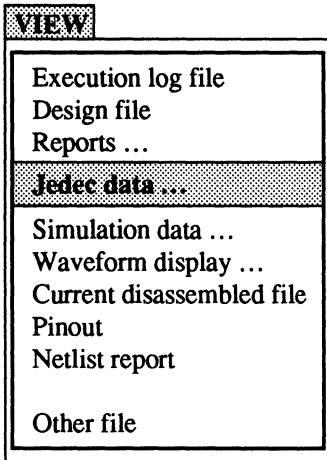 VIEW
Execution log file
Design file
Reports ...
Jedec data ...
Simulation data ...
Waveform display ...
Current disassembled file
Pinout
Netlist report
Other file